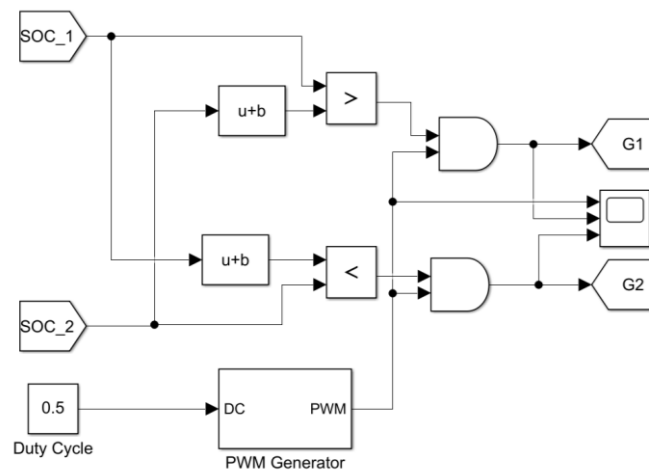 SOC_1
u+b
>
G1
u+b
<
G2
SOC_2
0.5
DC
PWM
Duty Cycle
PWM Generator